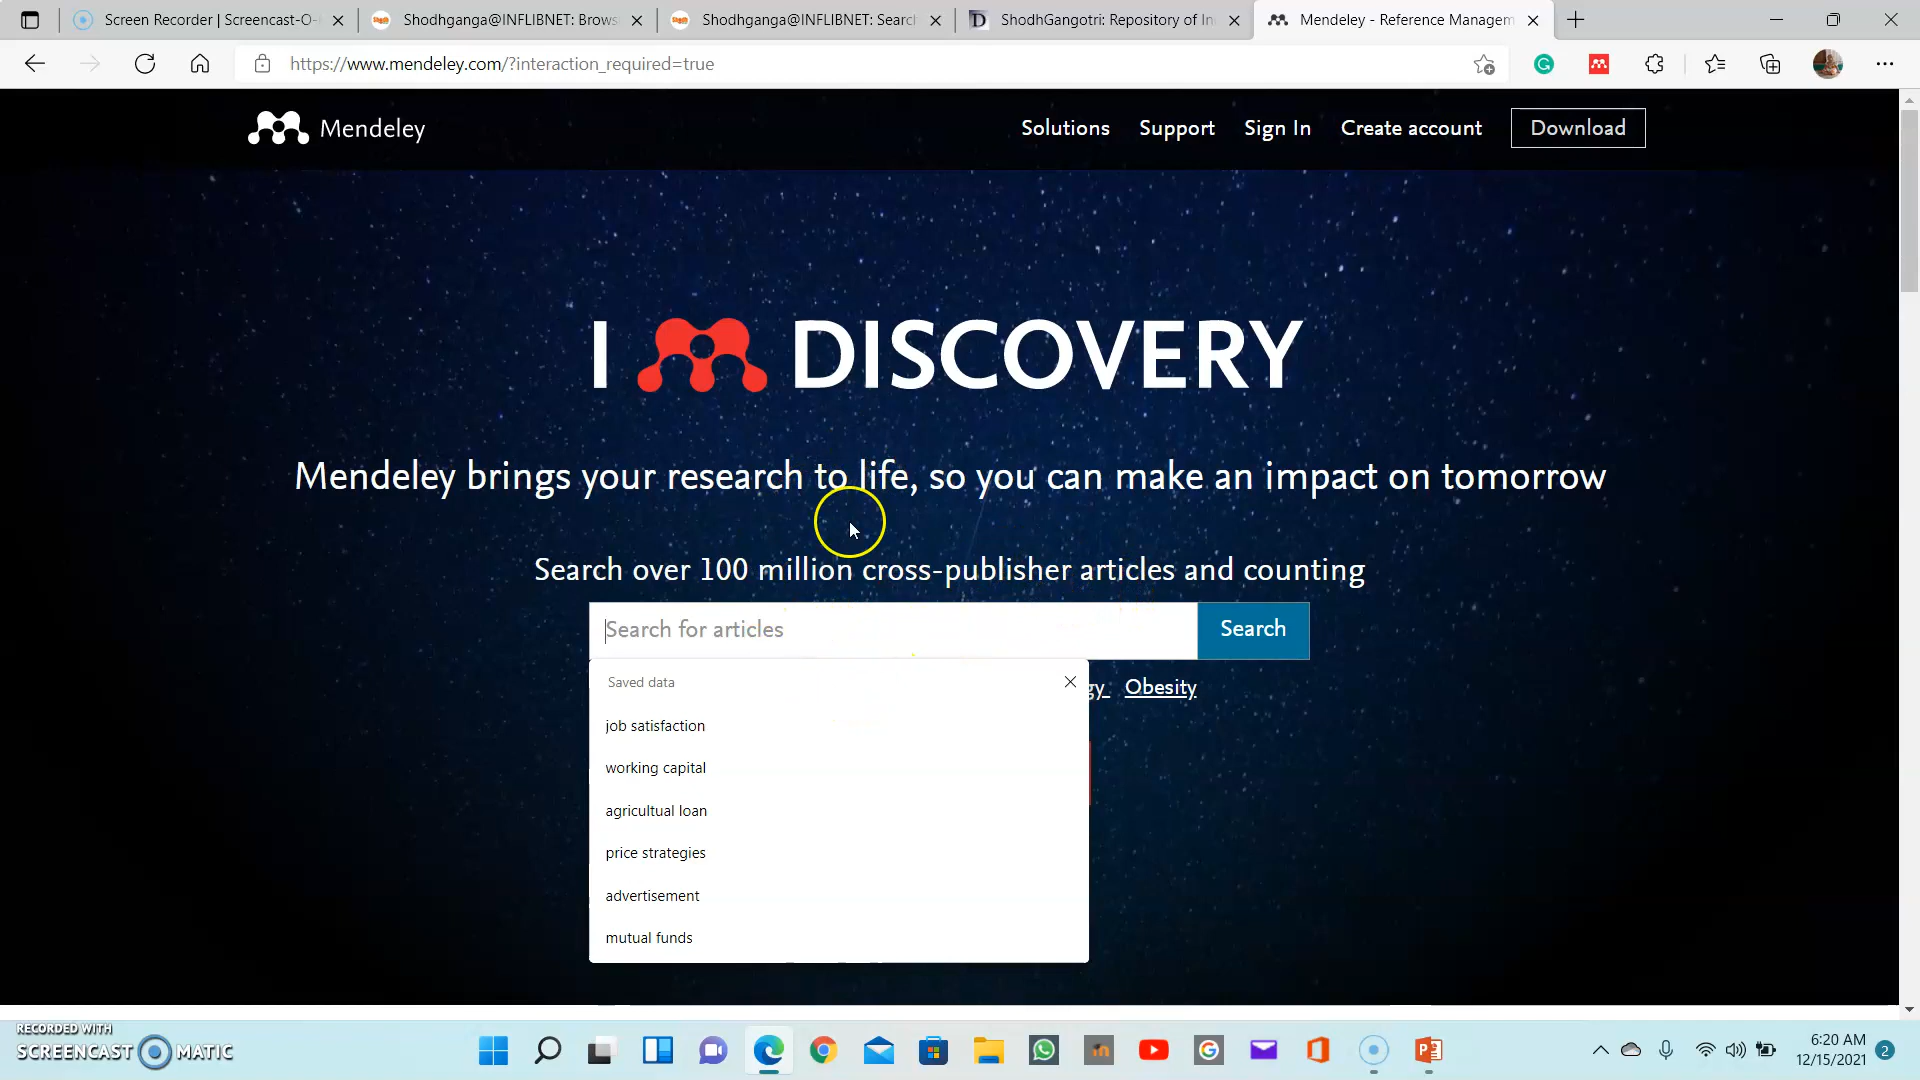 Screen Recorder | Screencast-O-
Shodhganga@INFLIBNET: Brows
Shodhganga@INFLIBNET: Searc
ShodhGangotri: Repository of In
Mendeley - Reference Managem
https://www.mendeley.com/?interaction_required=true
Mendeley
Solutions
Support
Sign In
Create account
Download
I DISCOVERY
Mendeley brings your research to life, so you can make an impact on tomorrow
Search over 100 million cross-publisher articles and counting
Search for articles
Search
Saved data
gy
Obesity
job satisfaction
working capital
agricultual loan
price strategies
advertisement
mutual funds
RECORDED WITH
SCREENCAST MATIC
6:20 AM
12/15/2021
2